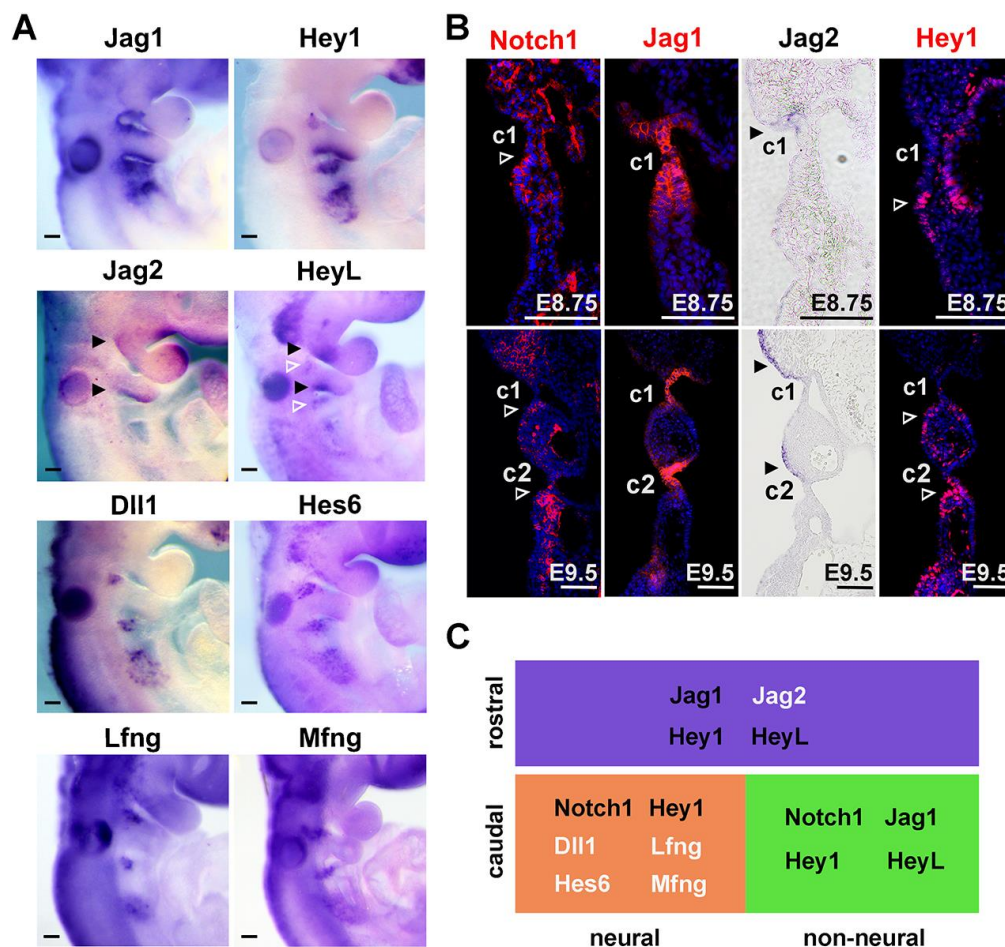 A
Jag1 Hey1
Jag2 HeyL
Dll1 Hes6
Lfng Mfng
B
Notch1 Jag1 Jag2 Hey1
c1 c1 c1 c1
E8.75 E8.75 E8.75 E8.75
c1 c1 c1 c1
c2 c2 c2 c2
E9.5 E9.5 E9.5 E9.5
C
rostral
Jag1 Jag2
Hey1 HeyL
caudal
Notch1 Hey1
Dll1 Lfng
Hes6 Mfng
Notch1 Jag1
Hey1 HeyL
neural non-neural